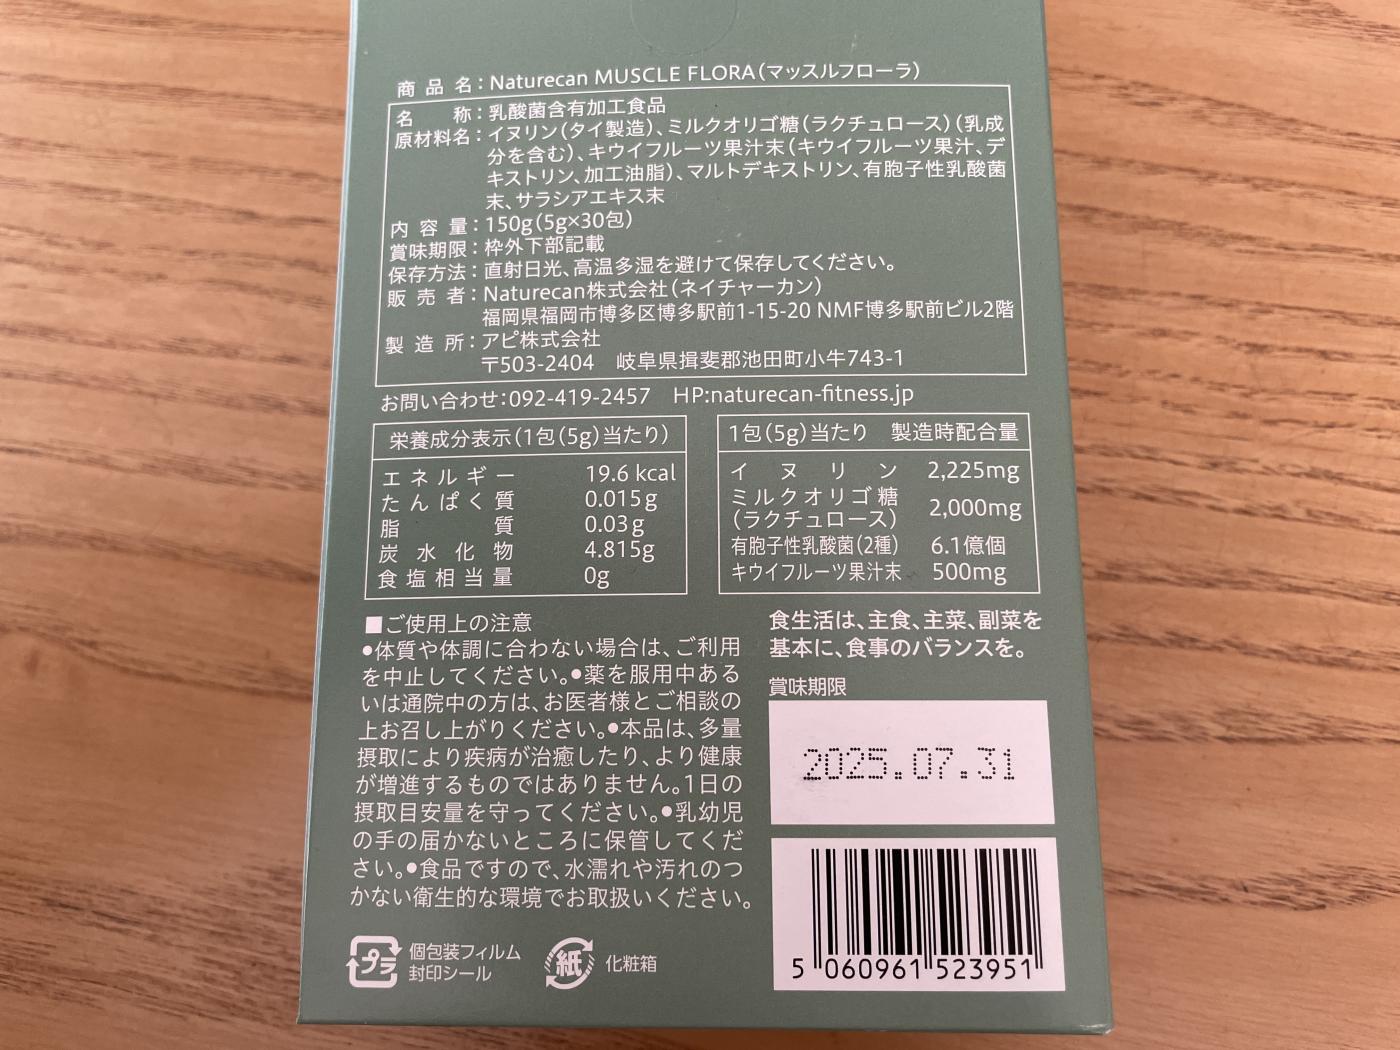 商品名：Naturecan MUSCLE FLORA（マッスルフローラ）
名称：乳酸菌含有加工食品
原材料名：イヌリン（タイ製造）、ミルクオリゴ糖（ラクチュロース）（乳成
分を含む）、キウイフルーツ果汁末（キウイフルーツ果汁、デ
キストリン、加工油脂）、マルトデキストリン、有胞子性乳酸菌
末、サラシアエキス末
内容量：150g（5g×30包）
賞味期限：枠外下部記載
保存方法：直射日光、高温多湿を避けて保存してください。
販売者：Naturecan株式会社（ネイチャーカン）
福岡県福岡市博多区博多駅前1-15-20 NMF博多駅前ビル2階
製造所：アピ株式会社
〒503-2404　岐阜県揖斐郡池田町小牛743-1
お問い合わせ：092-419-2457　HP:naturecan-fitness.jp
栄養成分表示（1包（5g）当たり）
エネルギー 19.6 kcal
たんぱく質 0.015g
脂質 0.03g
炭水化物 4.815g
食塩相当量 0g
1包（5g）当たり　製造時配合量
イヌリン 2,225mg
ミルクオリゴ糖
（ラクチュロース） 2,000mg
有胞子性乳酸菌（2種） 6.1億個
キウイフルーツ果汁末 500mg
■ご使用上の注意
●体質や体調に合わない場合は、ご利用
を中止してください。●薬を服用中ある
いは通院中の方は、お医者様とご相談の
上お召し上がりください。●本品は、多量
摂取により疾病が治癒したり、より健康
が増進するものではありません。1日の
摂取目安量を守ってください。●乳幼児
の手の届かないところに保管してくだ
さい。●食品ですので、水濡れや汚れのつ
かない衛生的な環境でお取扱いください。
食生活は、主食、主菜、副菜を
基本に、食事のバランスを。
賞味期限
2025.07.31
5 060961 523951
プラ 個包装フィルム
封印シール
紙 化粧箱